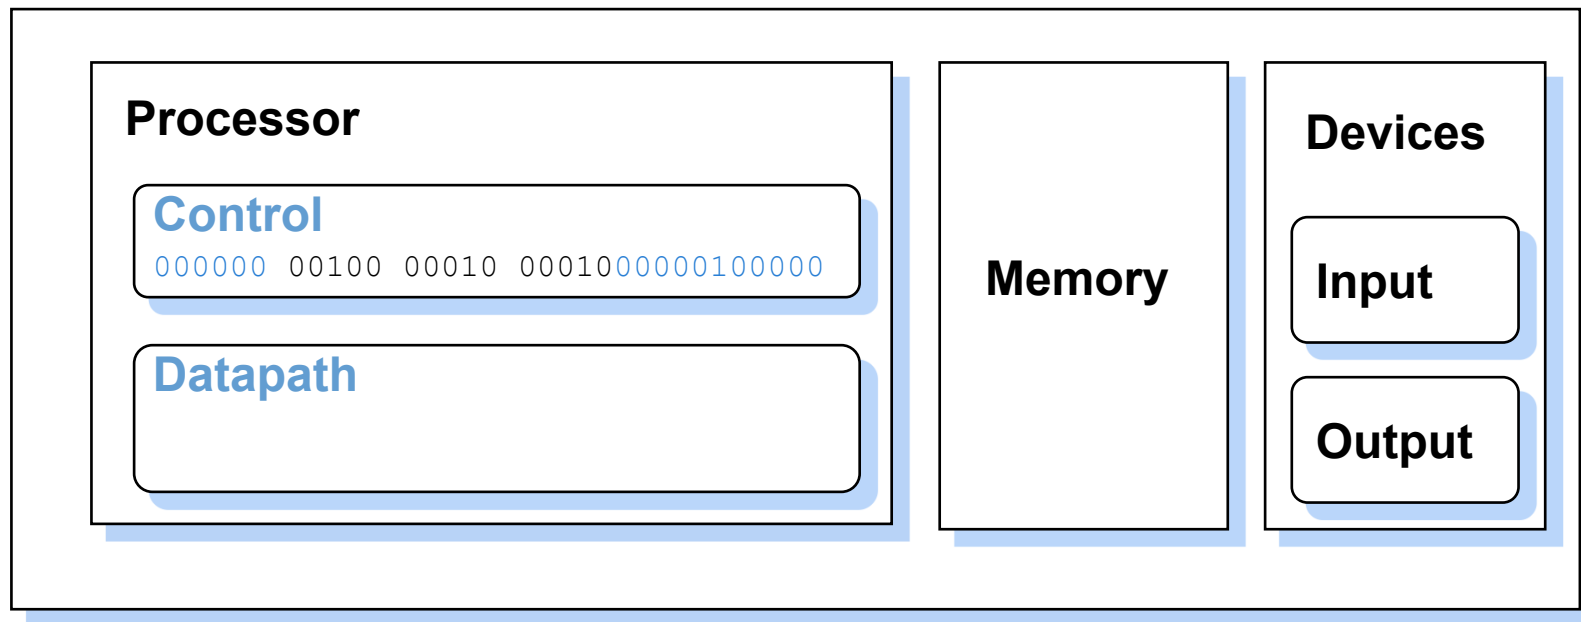 Processor
Control
000000 00100 00010 0001000000100000
Datapath
Memory
Devices
Input
Output